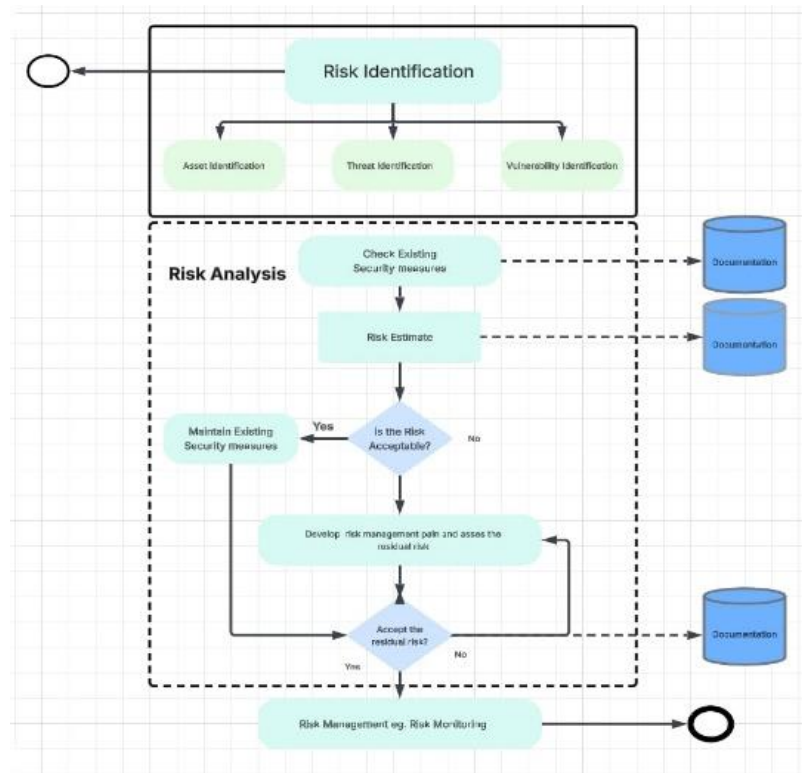 Risk Identification
Asset Identification
Threat Identification
Vulnerability Identification
Risk Analysis
Check Existing
Security measures
Documentation
Risk Estimate
Documentation
Is the Risk
Acceptable?
Yes
No
Maintain Existing
Security measures
Develop risk management pain and asses the
residual risk
Accept the
residual risk?
Documentation
Yes
No
Risk Management eg. Risk Monitoring